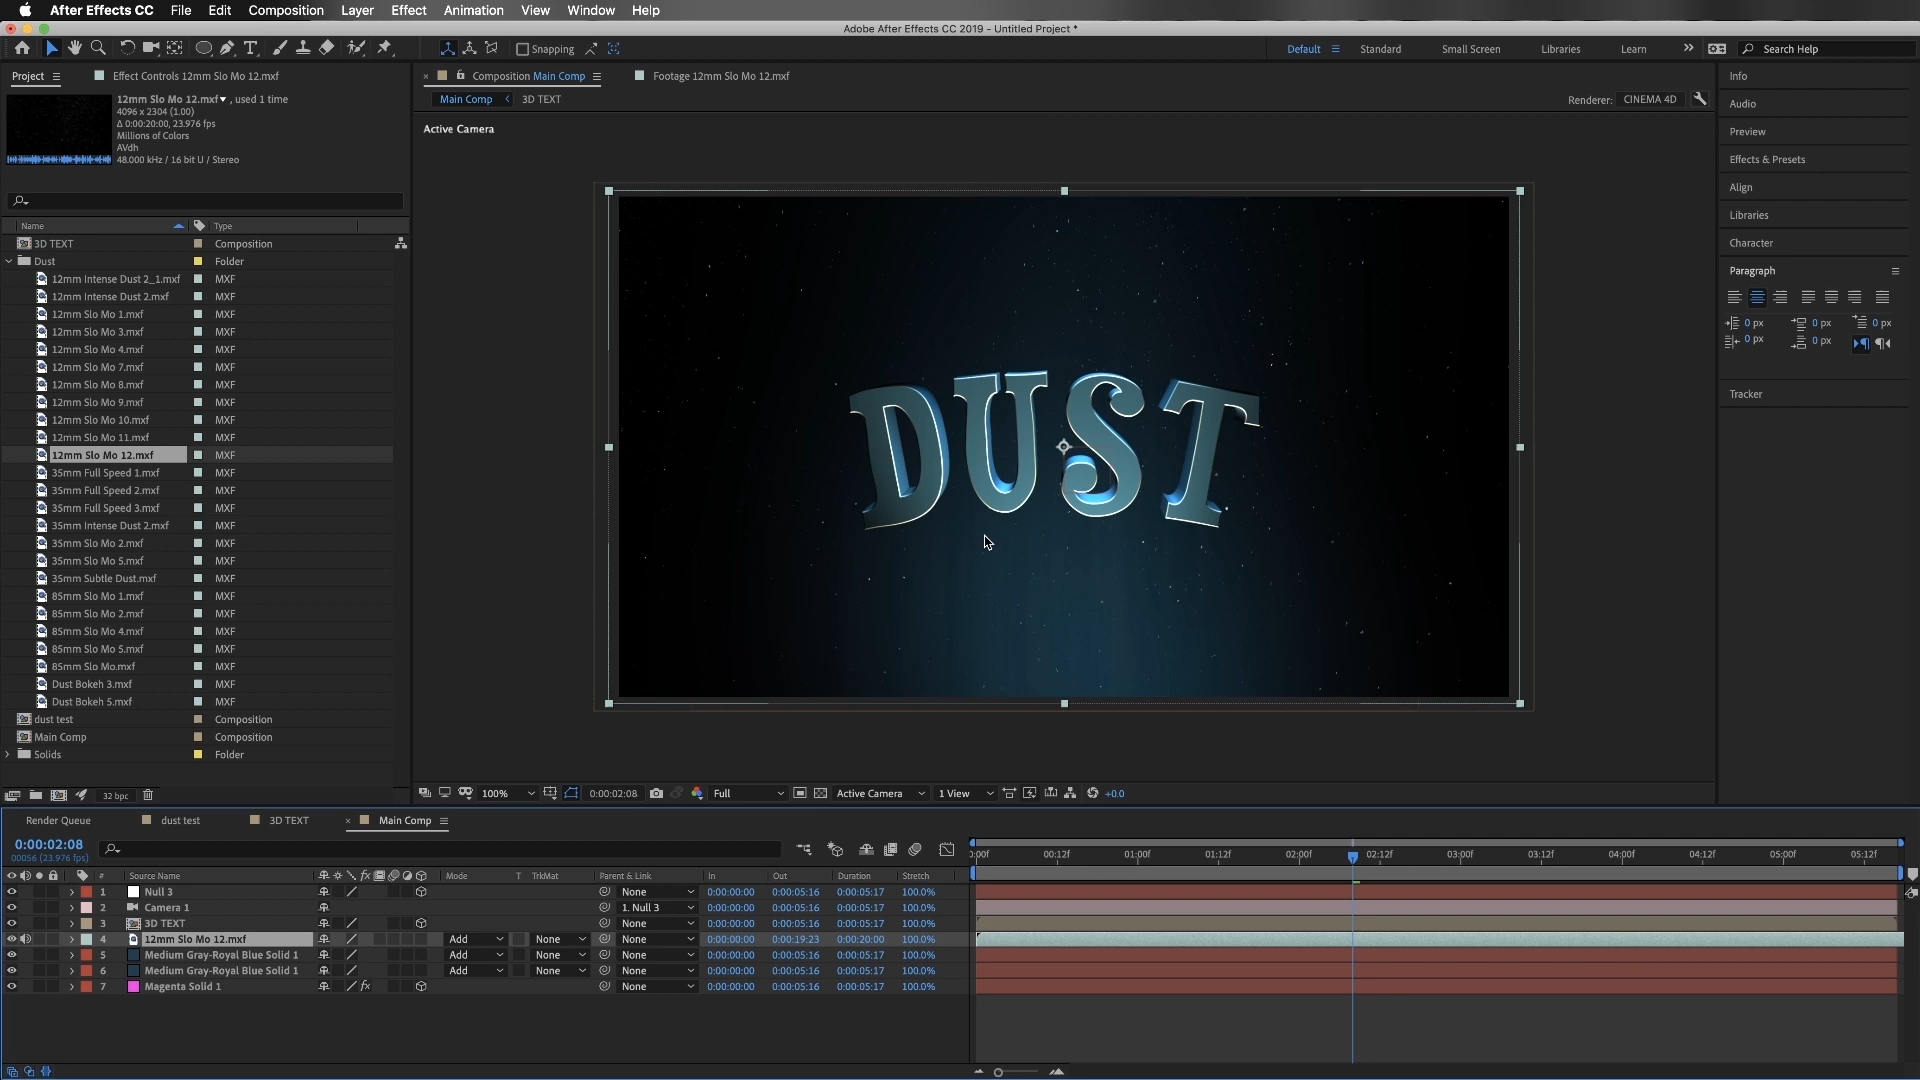 After Effects CC File Edit Composition Layer Effect Animation View Window Help
Adobe After Effects CC 2019 - Untitled Project *
Snapping Default Standard Small Screen Libraries Learn Search Help
Project Effect Controls 12mm Slo Mo 12.mxf
Composition Main Comp Footage 12mm Slo Mo 12.mxf
12mm Slo Mo 12.mxf , used 1 time
4096 x 2304 (1.00)
Δ 0:00:20:00, 23.976 fps
Millions of Colors
AVdh
48.000 kHz / 16 bit U / Stereo
Main Comp 3D TEXT
Renderer: CINEMA 4D
Active Camera
DUST
Name Type
3D TEXT Composition
Dust Folder
12mm Intense Dust 2_1.mxf MXF
12mm Intense Dust 2.mxf MXF
12mm Slo Mo 1.mxf MXF
12mm Slo Mo 3.mxf MXF
12mm Slo Mo 4.mxf MXF
12mm Slo Mo 7.mxf MXF
12mm Slo Mo 8.mxf MXF
12mm Slo Mo 9.mxf MXF
12mm Slo Mo 10.mxf MXF
12mm Slo Mo 11.mxf MXF
12mm Slo Mo 12.mxf MXF
35mm Full Speed 1.mxf MXF
35mm Full Speed 2.mxf MXF
35mm Full Speed 3.mxf MXF
35mm Intense Dust 2.mxf MXF
35mm Slo Mo 2.mxf MXF
35mm Slo Mo 5.mxf MXF
35mm Subtle Dust.mxf MXF
85mm Slo Mo 1.mxf MXF
85mm Slo Mo 2.mxf MXF
85mm Slo Mo 4.mxf MXF
85mm Slo Mo 5.mxf MXF
85mm Slo Mo.mxf MXF
Dust Bokeh 3.mxf MXF
Dust Bokeh 5.mxf MXF
dust test Composition
Main Comp Composition
Solids Folder
32 bpc
100% 0:00:02:08 Full Active Camera 1 View +0.0
Info
Audio
Preview
Effects & Presets
Align
Libraries
Character
Paragraph
0 px 0 px 0 px
0 px 0 px
Tracker
Render Queue dust test 3D TEXT × Main Comp
0:00:02:08
00056 (23.976 fps)
:00f 00:12f 01:00f 01:12f 02:00f 02:12f 03:00f 03:12f 04:00f 04:12f 05:00f 05:12f
# Source Name fx Mode T TrkMat Parent & Link In Out Duration Stretch
1 Null 3 None 0:00:00:00 0:00:05:16 0:00:05:17 100.0%
2 Camera 1 1. Null 3 0:00:00:00 0:00:05:16 0:00:05:17 100.0%
3 3D TEXT None 0:00:00:00 0:00:05:16 0:00:05:17 100.0%
4 12mm Slo Mo 12.mxf Add None None 0:00:00:00 0:00:19:23 0:00:20:00 100.0%
5 Medium Gray-Royal Blue Solid 1 Add None None 0:00:00:00 0:00:05:16 0:00:05:17 100.0%
6 Medium Gray-Royal Blue Solid 1 Add None None 0:00:00:00 0:00:05:16 0:00:05:17 100.0%
7 Magenta Solid 1 fx None 0:00:00:00 0:00:05:16 0:00:05:17 100.0%